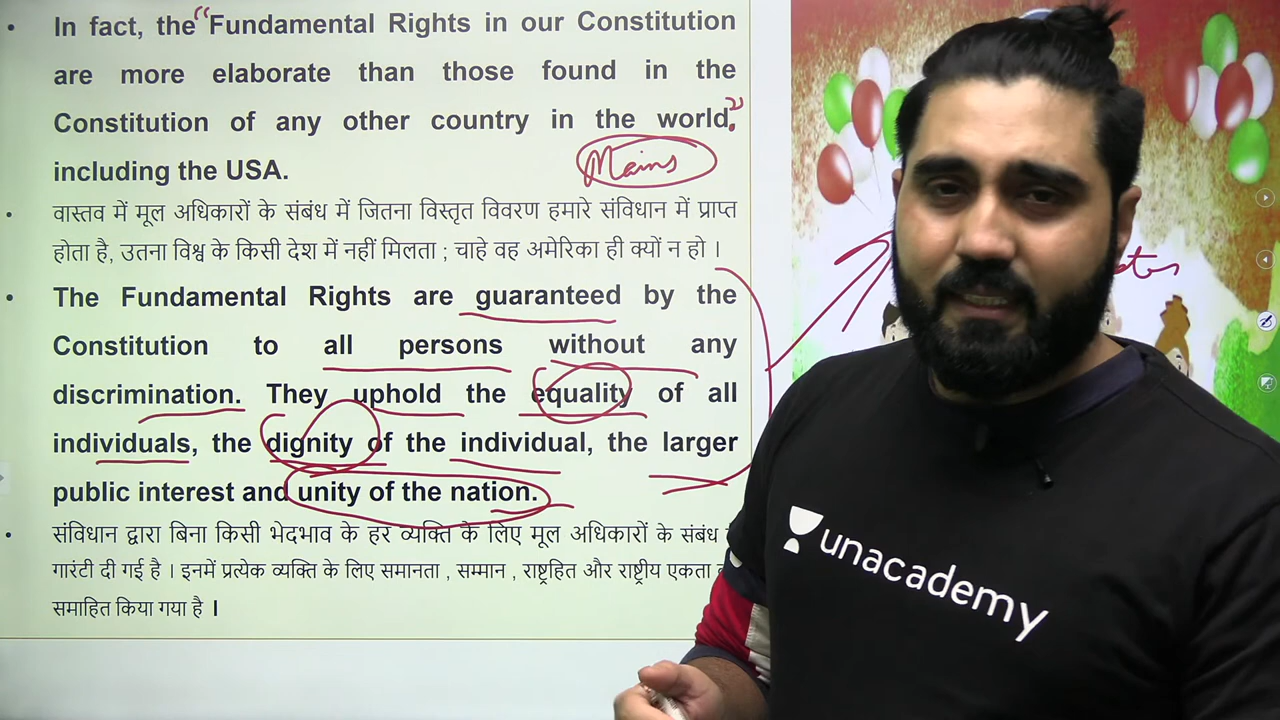 • In fact, the "Fundamental Rights in our Constitution
are more elaborate than those found in the
Constitution of any other country in the world."
including the USA.
Mains
• वास्तव में मूल अधिकारों के संबंध में जितना विस्तृत विवरण हमारे संविधान में प्राप्त
होता है, उतना विश्व के किसी देश में नहीं मिलता ; चाहे वह अमेरिका ही क्यों न हो ।
• The Fundamental Rights are guaranteed by the
Constitution to all persons without any
discrimination. They uphold the equality of all
individuals, the dignity of the individual, the larger
public interest and unity of the nation.
• संविधान द्वारा बिना किसी भेदभाव के हर व्यक्ति के लिए मूल अधिकारों के संबंध
गारंटी दी गई है । इनमें प्रत्येक व्यक्ति के लिए समानता , सम्मान , राष्ट्रहित और राष्ट्रीय एकता
समाहित किया गया है ।
unacademy